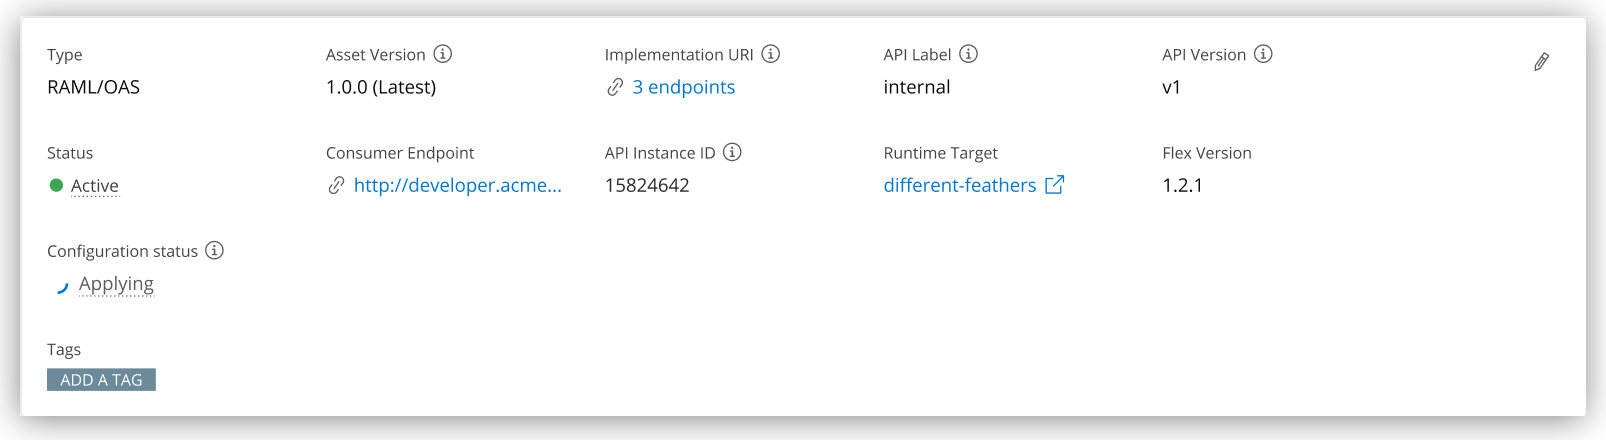 Type Asset Version Implementation URI API Label API Version
RAML/OAS 1.0.0 (Latest) 3 endpoints internal v1
Status Consumer Endpoint API Instance ID Runtime Target Flex Version
Active http://developer.acme... 15824642 different-feathers 1.2.1
Configuration status
Applying
Tags
ADD A TAG